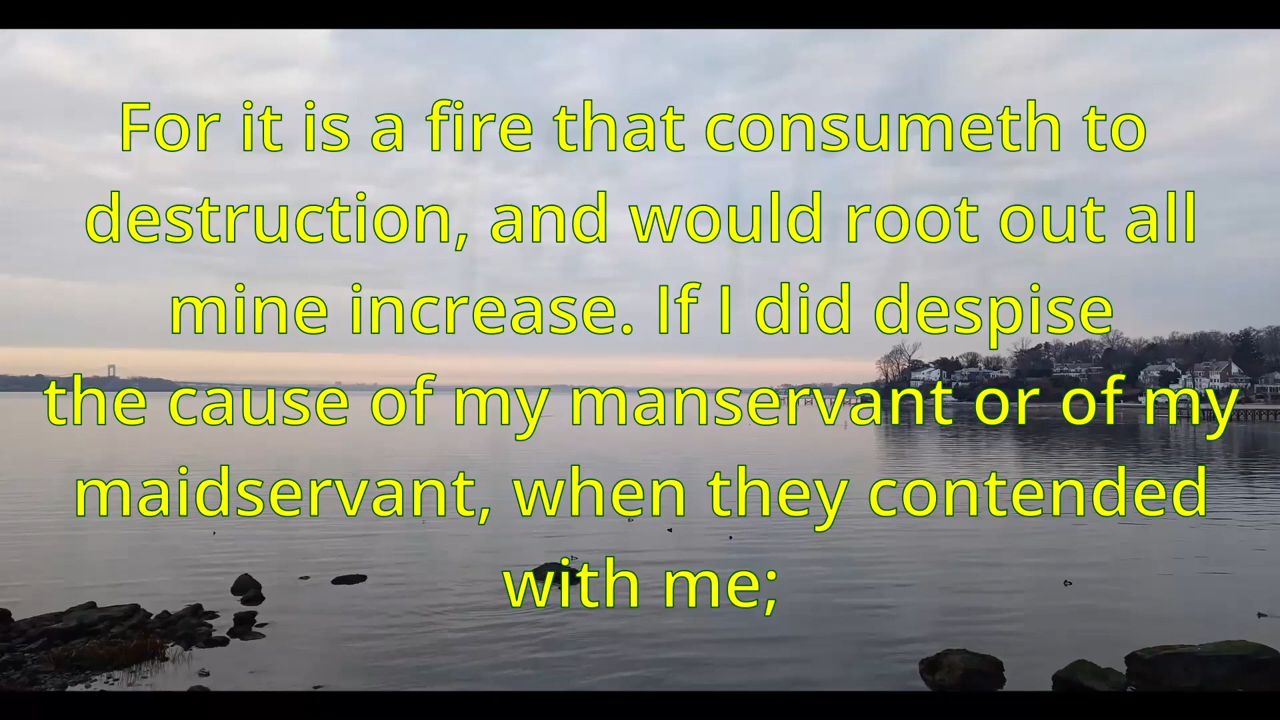 For it is a fire that consumeth to
destruction, and would root out all
mine increase. If I did despise
the cause of my manservant or of my
maidservant, when they contended
with me;